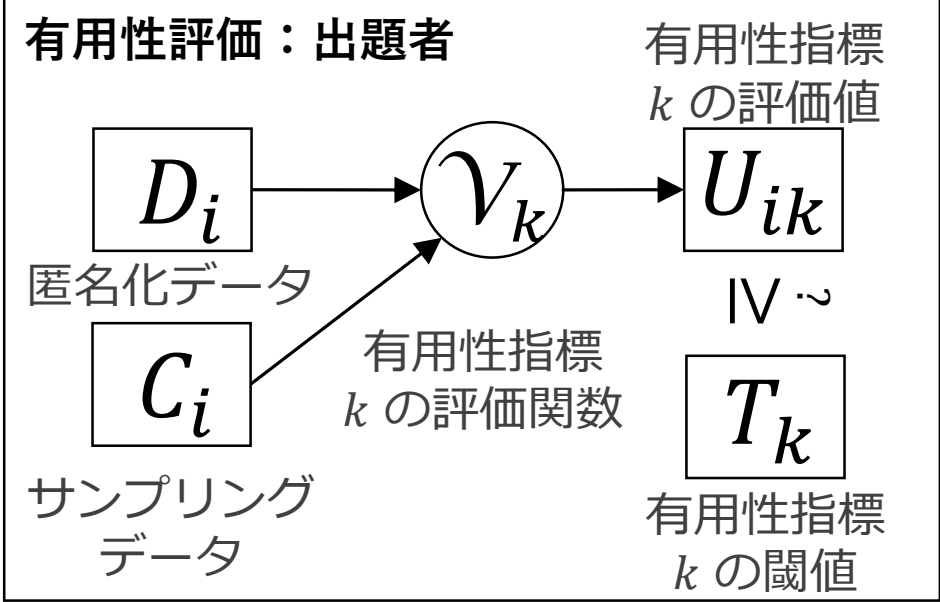 有用性評価：出題者
有用性指標
k の評価値
D_i
𝒱_k
U_ik
匿名化データ
≥ ?
有用性指標
k の評価関数
C_i
T_k
サンプリング
データ
有用性指標
k の閾値